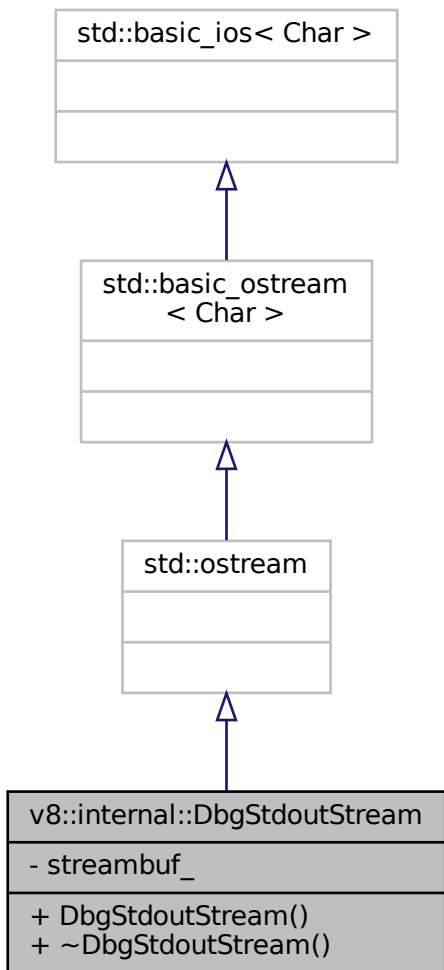 std::basic_ios< Char >
std::basic_ostream
< Char >
std::ostream
v8::internal::DbgStdoutStream
- streambuf_
+ DbgStdoutStream()
+ ~DbgStdoutStream()